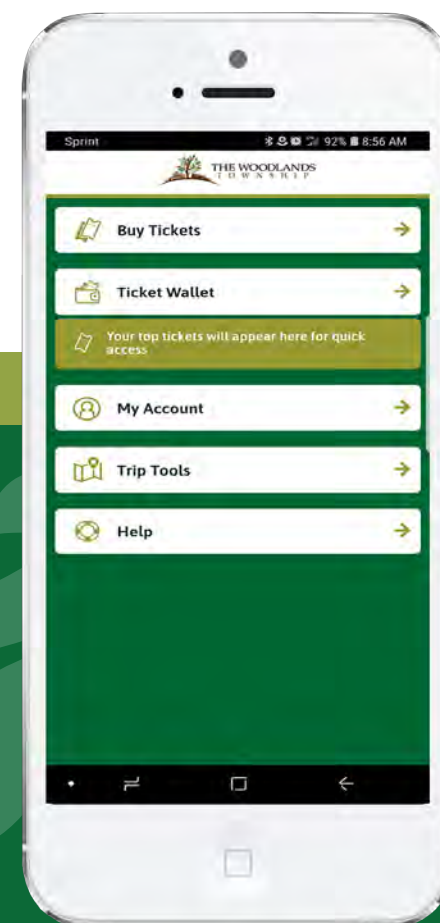 Sprint 92% 8:56 AM
THE WOODLANDS
TOWNSHIP
Buy Tickets
Ticket Wallet
Your top tickets will appear here for quick
access
My Account
Trip Tools
Help